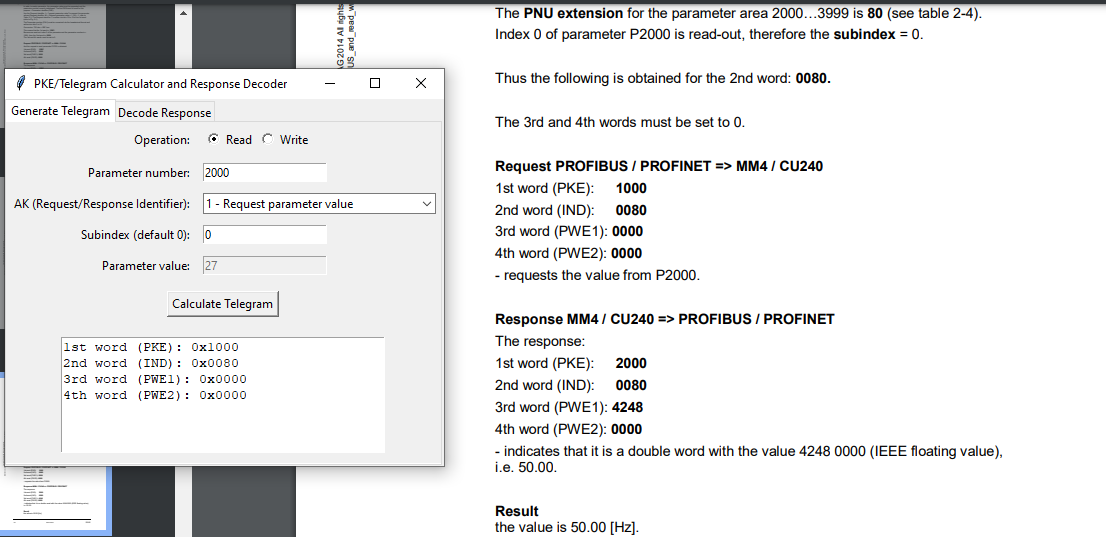 PKE/Telegram Calculator and Response Decoder
Generate Telegram Decode Response
Operation: Read Write
Parameter number: 2000
AK (Request/Response Identifier): 1 - Request parameter value
Subindex (default 0): 0
Parameter value: 27
Calculate Telegram
1st word (PKE): 0x1000
2nd word (IND): 0x0080
3rd word (PWE1): 0x0000
4th word (PWE2): 0x0000
G 2014 All rights
US_and_read_w
The PNU extension for the parameter area 2000…3999 is 80 (see table 2-4).
Index 0 of parameter P2000 is read-out, therefore the subindex = 0.
Thus the following is obtained for the 2nd word: 0080.
The 3rd and 4th words must be set to 0.
Request PROFIBUS / PROFINET => MM4 / CU240
1st word (PKE): 1000
2nd word (IND): 0080
3rd word (PWE1): 0000
4th word (PWE2): 0000
- requests the value from P2000.
Response MM4 / CU240 => PROFIBUS / PROFINET
The response:
1st word (PKE): 2000
2nd word (IND): 0080
3rd word (PWE1): 4248
4th word (PWE2): 0000
- indicates that it is a double word with the value 4248 0000 (IEEE floating value),
i.e. 50.00.
Result
the value is 50.00 [Hz].